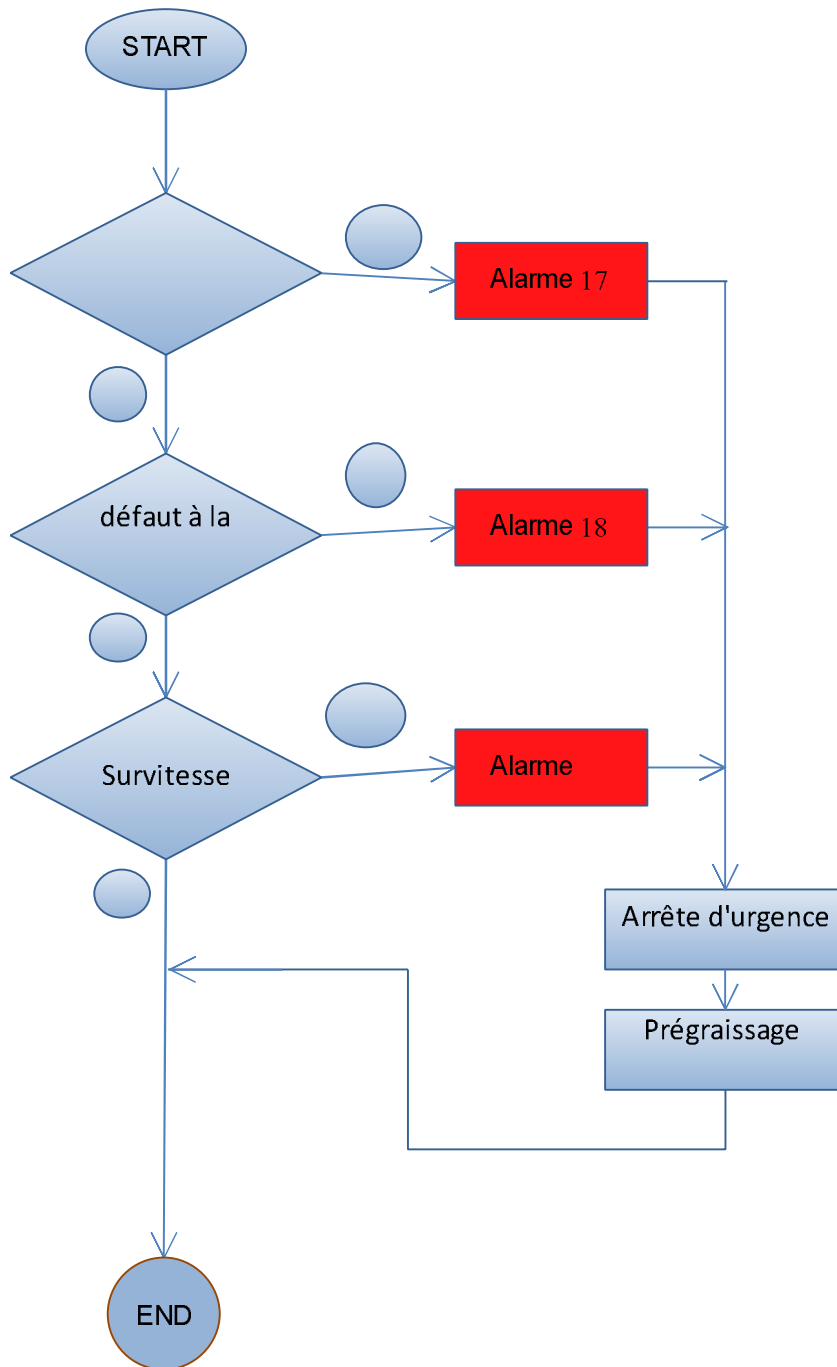 START
Alarme 17
défaut à la
Alarme 18
Survitesse
Alarme
Arrête d'urgence
Prégraissage
END